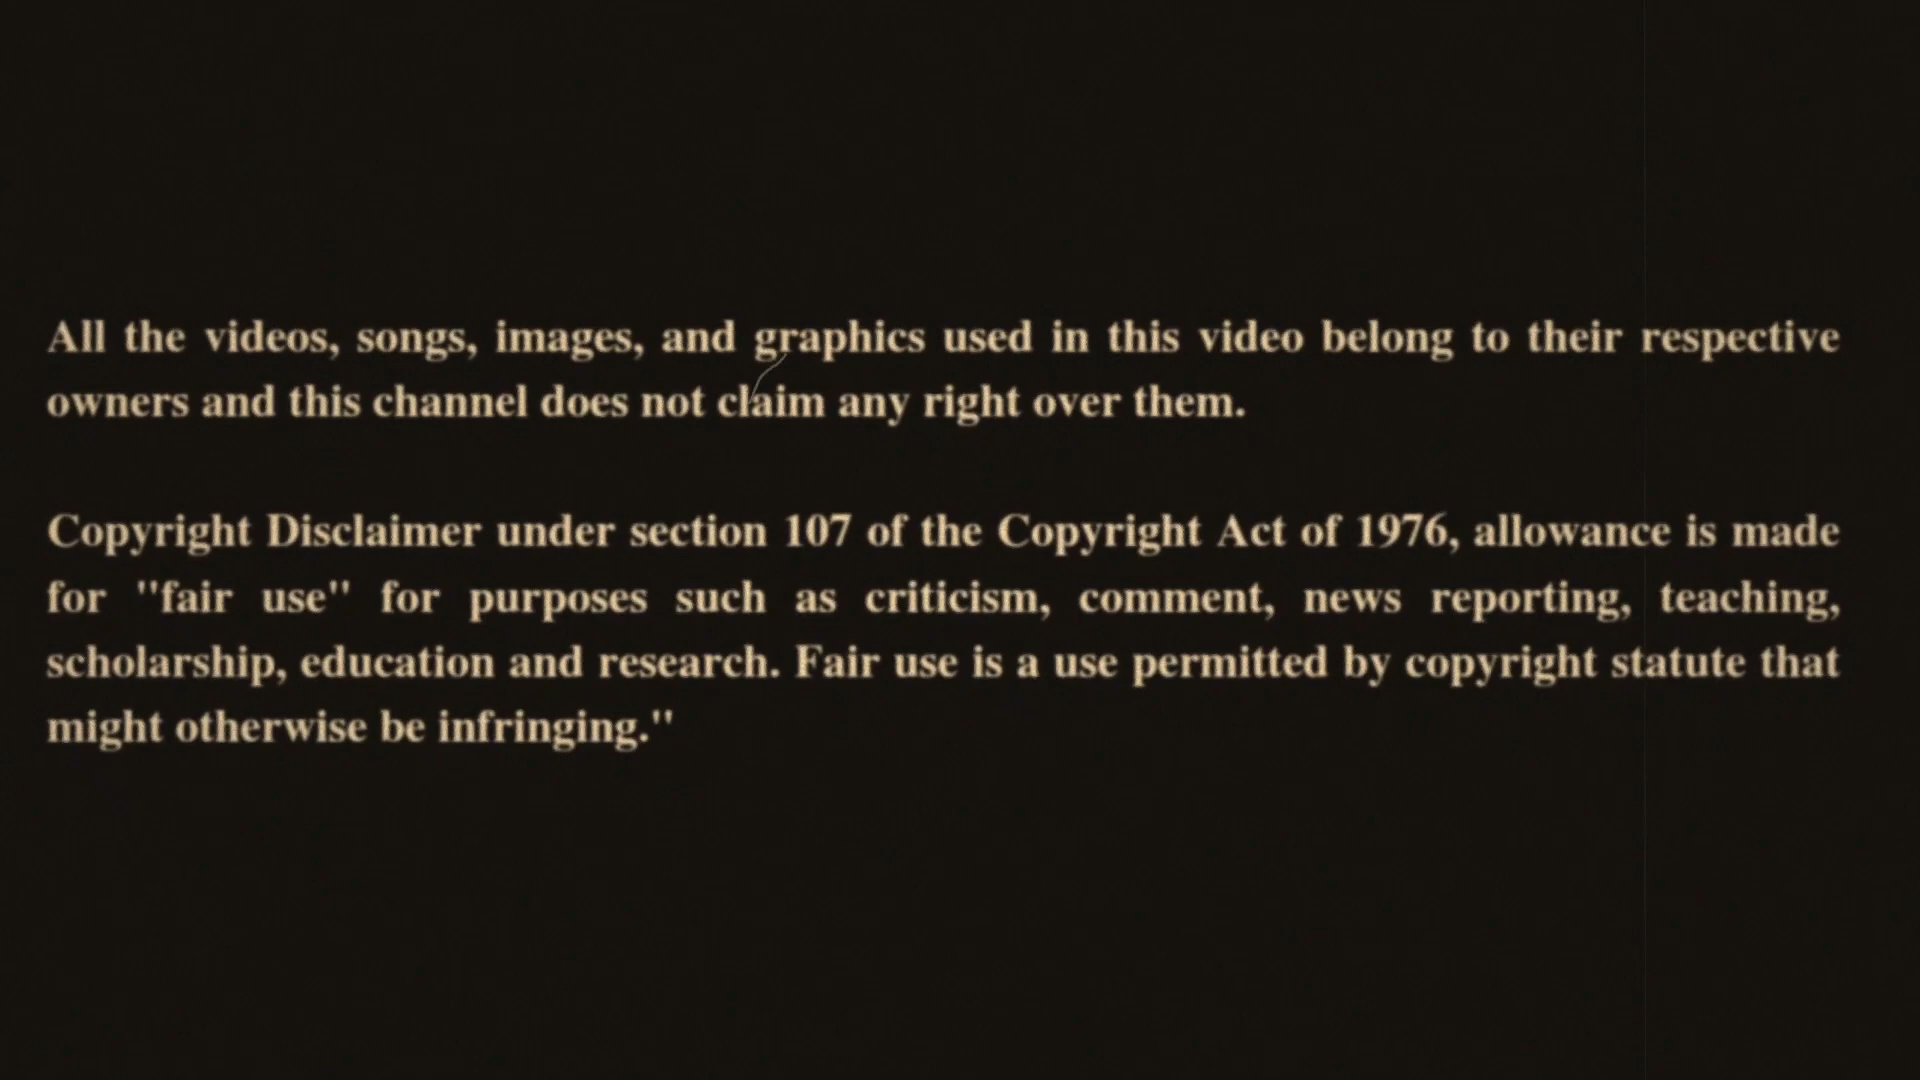 All the videos, songs, images, and graphics used in this video belong to their respective
owners and this channel does not claim any right over them.
Copyright Disclaimer under section 107 of the Copyright Act of 1976, allowance is made
for "fair use" for purposes such as criticism, comment, news reporting, teaching,
scholarship, education and research. Fair use is a use permitted by copyright statute that
might otherwise be infringing."